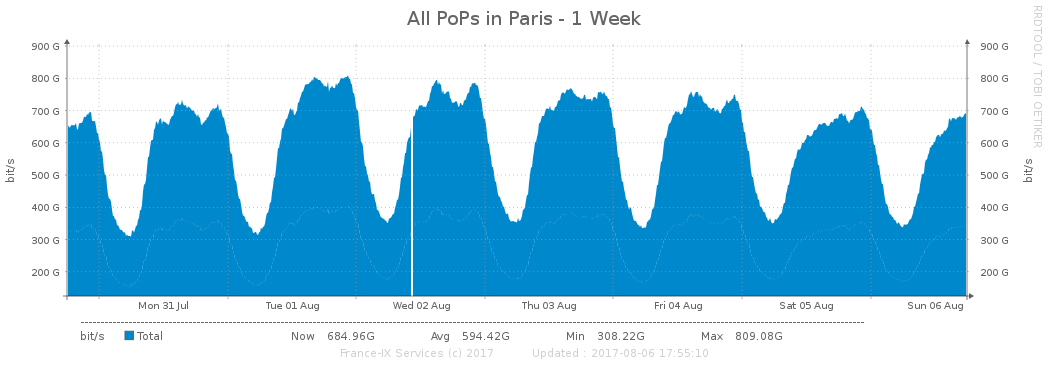 All PoPs in Paris - 1 Week
RRDTOOL / TOBI OETIKER
900 G 900 G
800 G 800 G
700 G 700 G
600 G 600 G
500 G 500 G
400 G 400 G
300 G 300 G
200 G 200 G
bit/s bit/s
Mon 31 Jul Tue 01 Aug Wed 02 Aug Thu 03 Aug Fri 04 Aug Sat 05 Aug Sun 06 Aug
bit/s Total Now 684.96G Avg 594.42G Min 308.22G Max 809.08G
France-IX Services (c) 2017 Updated : 2017-08-06 17:55:10